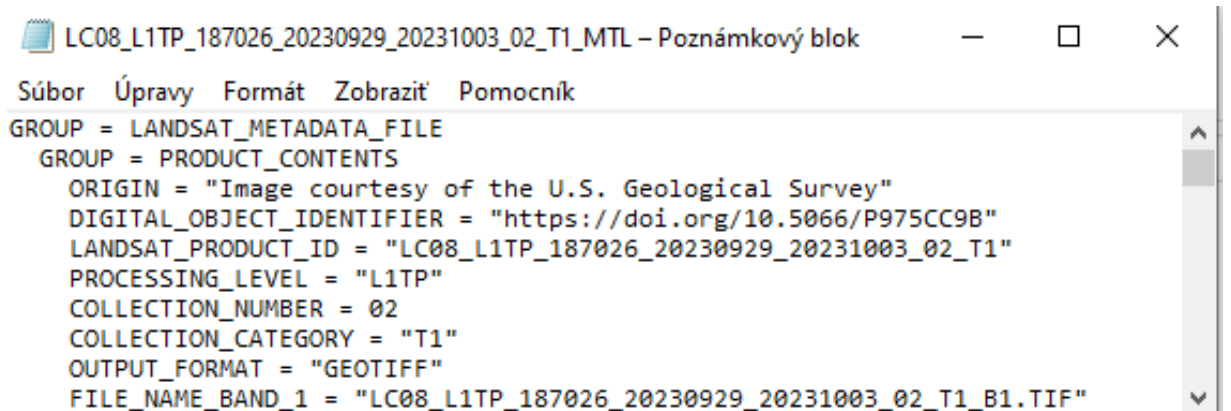 LC08_L1TP_187026_20230929_20231003_02_T1_MTL – Poznámkový blok
Súbor Úpravy Formát Zobraziť Pomocník
GROUP = LANDSAT_METADATA_FILE
GROUP = PRODUCT_CONTENTS
ORIGIN = "Image courtesy of the U.S. Geological Survey"
DIGITAL_OBJECT_IDENTIFIER = "https://doi.org/10.5066/P975CC9B"
LANDSAT_PRODUCT_ID = "LC08_L1TP_187026_20230929_20231003_02_T1"
PROCESSING_LEVEL = "L1TP"
COLLECTION_NUMBER = 02
COLLECTION_CATEGORY = "T1"
OUTPUT_FORMAT = "GEOTIFF"
FILE_NAME_BAND_1 = "LC08_L1TP_187026_20230929_20231003_02_T1_B1.TIF"